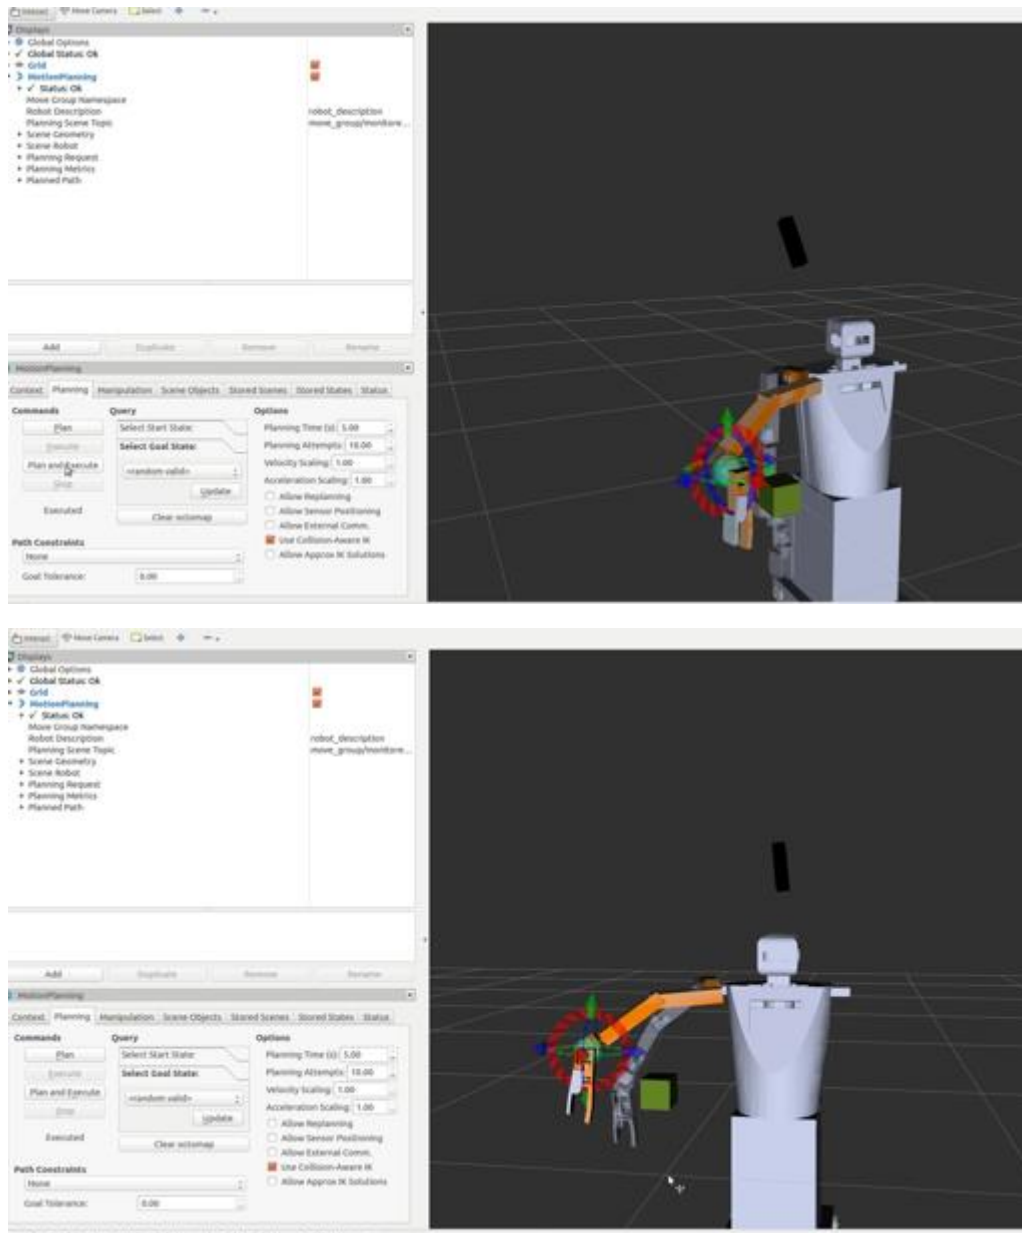 Interact Move Camera Select
Displays
Global Options
Global Status: Ok
Grid
MotionPlanning
Status: Ok
Move Group Namespace
Robot Description robot_description
Planning Scene Topic move_group/monitore...
Scene Geometry
Scene Robot
Planning Request
Planning Metrics
Planned Path
Add Duplicate Remove Rename
MotionPlanning
Context Planning Manipulation Scene Objects Stored Scenes Stored States Status
Commands Query Options
Plan Select Start State: Planning Time (s): 5.00
Execute Select Goal State: Planning Attempts: 10.00
Plan and Execute <random valid> Velocity Scaling: 1.00
Stop Update Acceleration Scaling: 1.00
Executed Clear octomap Allow Replanning
Allow Sensor Positioning
Allow External Comm.
Path Constraints Use Collision-Aware IK
None Allow Approx IK Solutions
Goal Tolerance: 0.00
Interact Move Camera Select
Displays
Global Options
Global Status: Ok
Grid
MotionPlanning
Status: Ok
Move Group Namespace
Robot Description robot_description
Planning Scene Topic move_group/monitore...
Scene Geometry
Scene Robot
Planning Request
Planning Metrics
Planned Path
Add Duplicate Remove Rename
MotionPlanning
Context Planning Manipulation Scene Objects Stored Scenes Stored States Status
Commands Query Options
Plan Select Start State: Planning Time (s): 5.00
Execute Select Goal State: Planning Attempts: 10.00
Plan and Execute <random valid> Velocity Scaling: 1.00
Stop Update Acceleration Scaling: 1.00
Executed Clear octomap Allow Replanning
Allow Sensor Positioning
Allow External Comm.
Path Constraints Use Collision-Aware IK
None Allow Approx IK Solutions
Goal Tolerance: 0.00